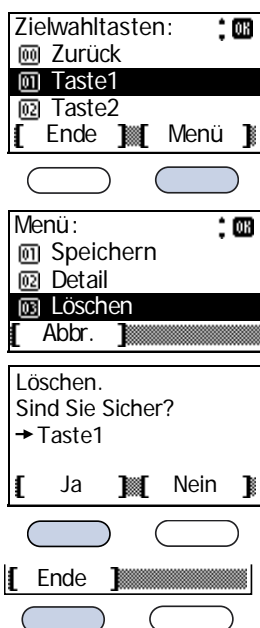 Zielwahltasten: OK
00 Zurück
01 Taste1
02 Taste2
[ Ende ] [ Menü ]
Menü: OK
01 Speichern
02 Detail
03 Löschen
[ Abbr. ]
Löschen.
Sind Sie Sicher?
→ Taste1
[ Ja ] [ Nein ]
[ Ende ]